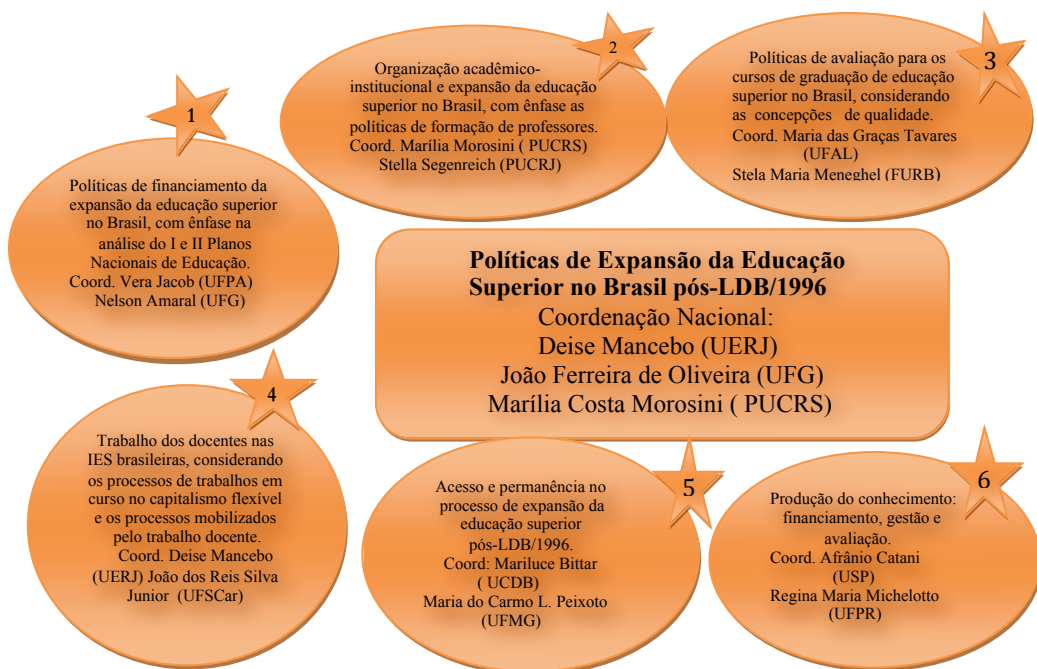 1
Políticas de financiamento da
expansão da educação superior
no Brasil, com ênfase na
análise do I e II Planos
Nacionais de Educação.
Coord. Vera Jacob (UFPA)
Nelson Amaral (UFG)
2
Organização acadêmico-
institucional e expansão da educação
superior no Brasil, com ênfase as
políticas de formação de professores.
Coord. Marília Morosini ( PUCRS)
Stella Segenreich (PUCRJ)
3
Políticas de avaliação para os
cursos de graduação de educação
superior no Brasil, considerando
as concepções de qualidade.
Coord. Maria das Graças Tavares
(UFAL)
Stela Maria Meneghel (FURB)
Políticas de Expansão da Educação
Superior no Brasil pós-LDB/1996
Coordenação Nacional:
Deise Mancebo (UERJ)
João Ferreira de Oliveira (UFG)
Marília Costa Morosini ( PUCRS)
4
Trabalho dos docentes nas
IES brasileiras, considerando
os processos de trabalhos em
curso no capitalismo flexível
e os processos mobilizados
pelo trabalho docente.
Coord. Deise Mancebo
(UERJ) João dos Reis Silva
Junior (UFSCar)
5
Acesso e permanência no
processo de expansão da
educação superior
pós-LDB/1996.
Coord: Mariluce Bittar
( UCDB)
Maria do Carmo L. Peixoto
(UFMG)
6
Produção do conhecimento:
financiamento, gestão e
avaliação.
Coord. Afrânio Catani
(USP)
Regina Maria Michelotto
(UFPR)